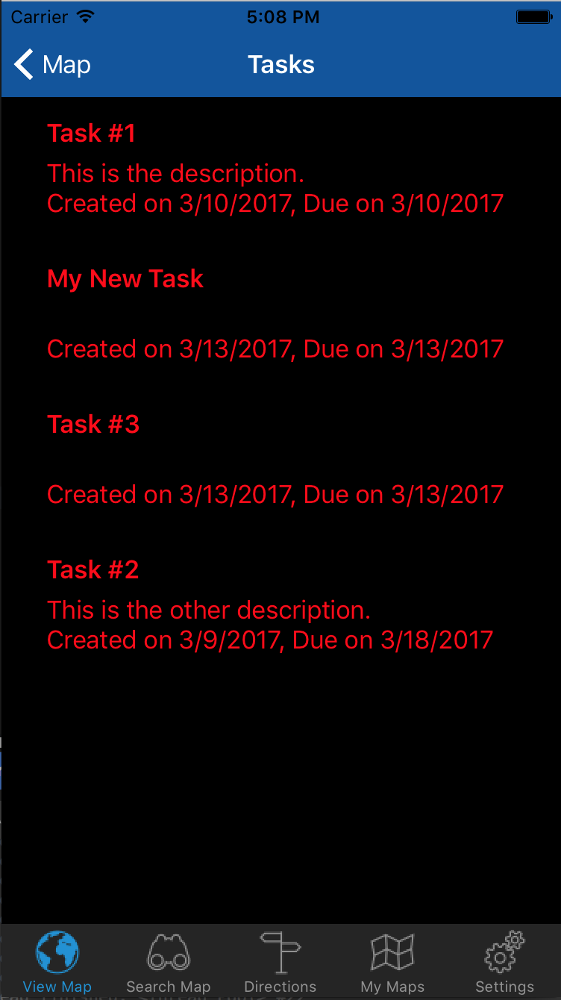 Carrier 5:08 PM
Map Tasks
Task #1
This is the description.
Created on 3/10/2017, Due on 3/10/2017
My New Task
Created on 3/13/2017, Due on 3/13/2017
Task #3
Created on 3/13/2017, Due on 3/13/2017
Task #2
This is the other description.
Created on 3/9/2017, Due on 3/18/2017
View Map Search Map Directions My Maps Settings